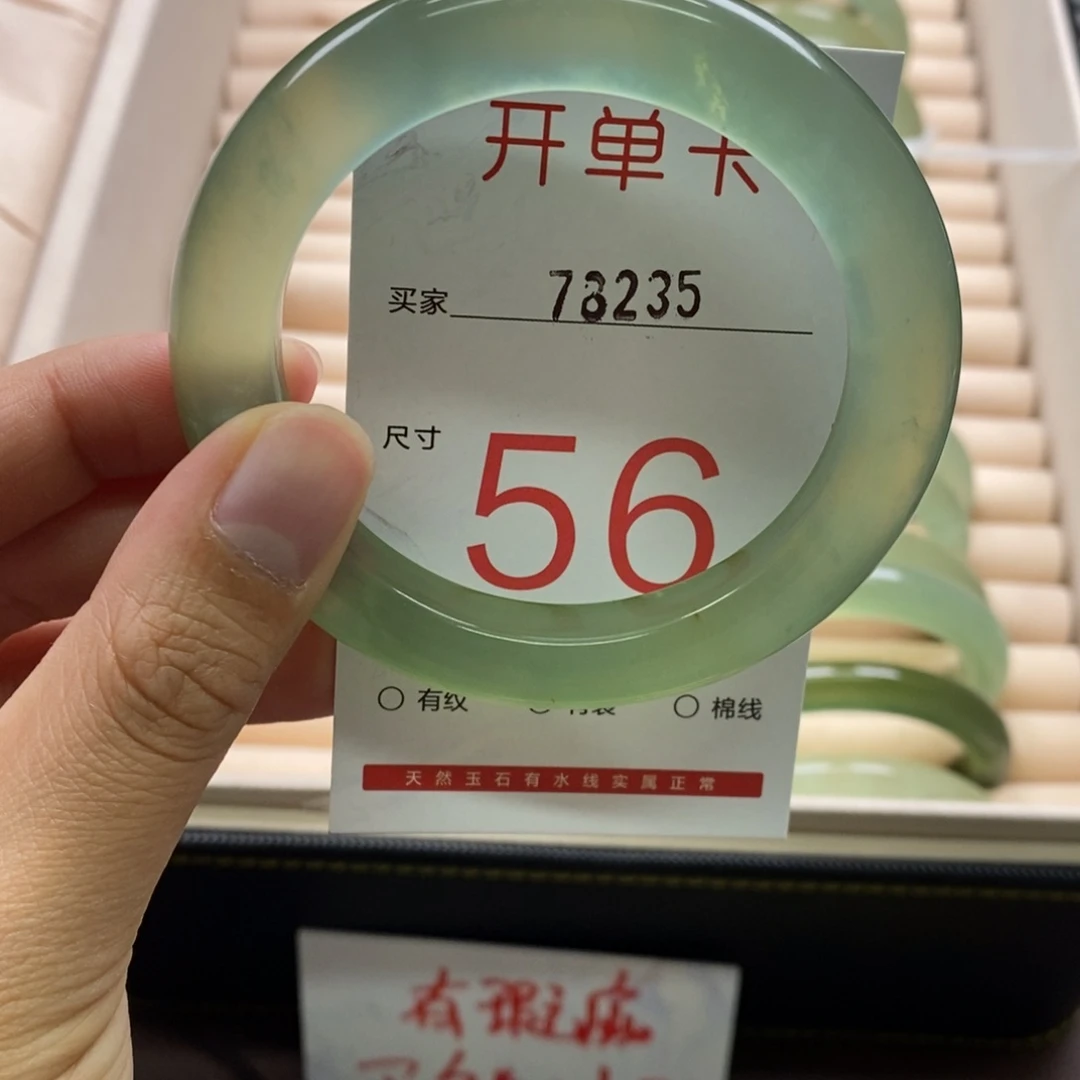 开单卡
买家 78235
尺寸 56
有纹 棉线
天然玉石有水线实属正常
有瑕疵